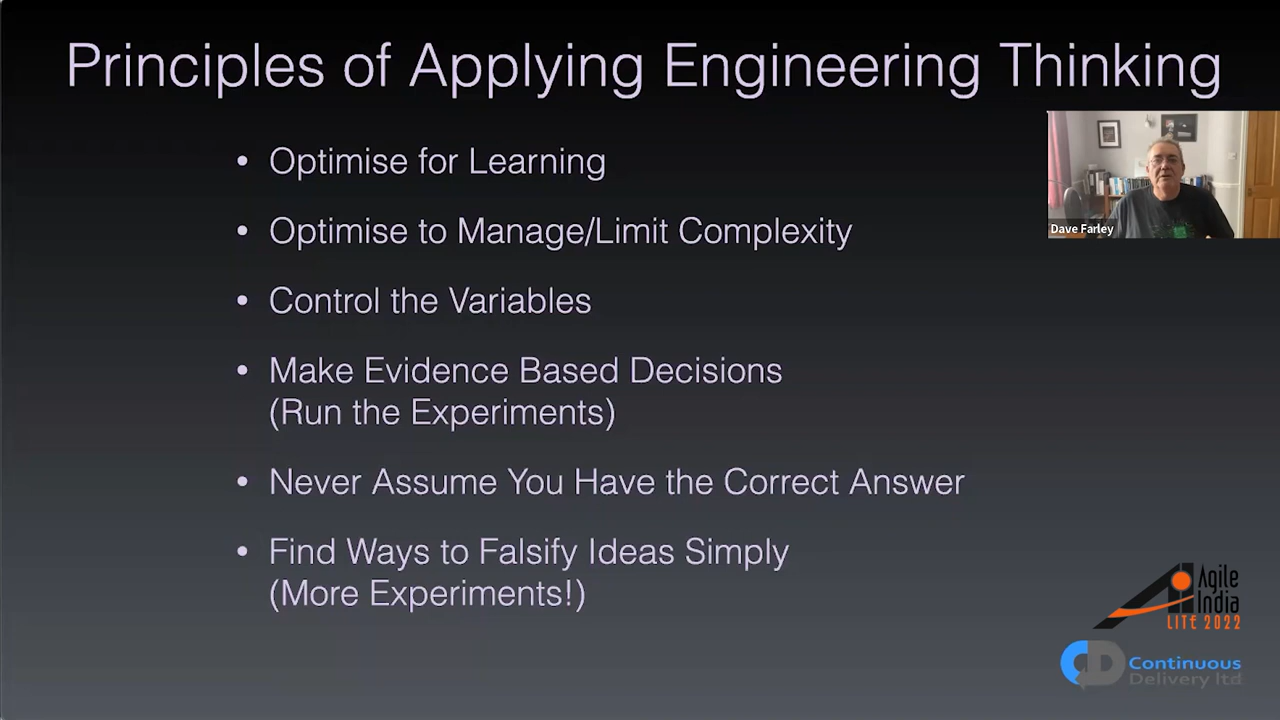 Principles of Applying Engineering Thinking
• Optimise for Learning
• Optimise to Manage/Limit Complexity
• Control the Variables
• Make Evidence Based Decisions
(Run the Experiments)
• Never Assume You Have the Correct Answer
• Find Ways to Falsify Ideas Simply
(More Experiments!)
Dave Farley
Agile
India
LITE 2022
CD
Continuous
Delivery ltd